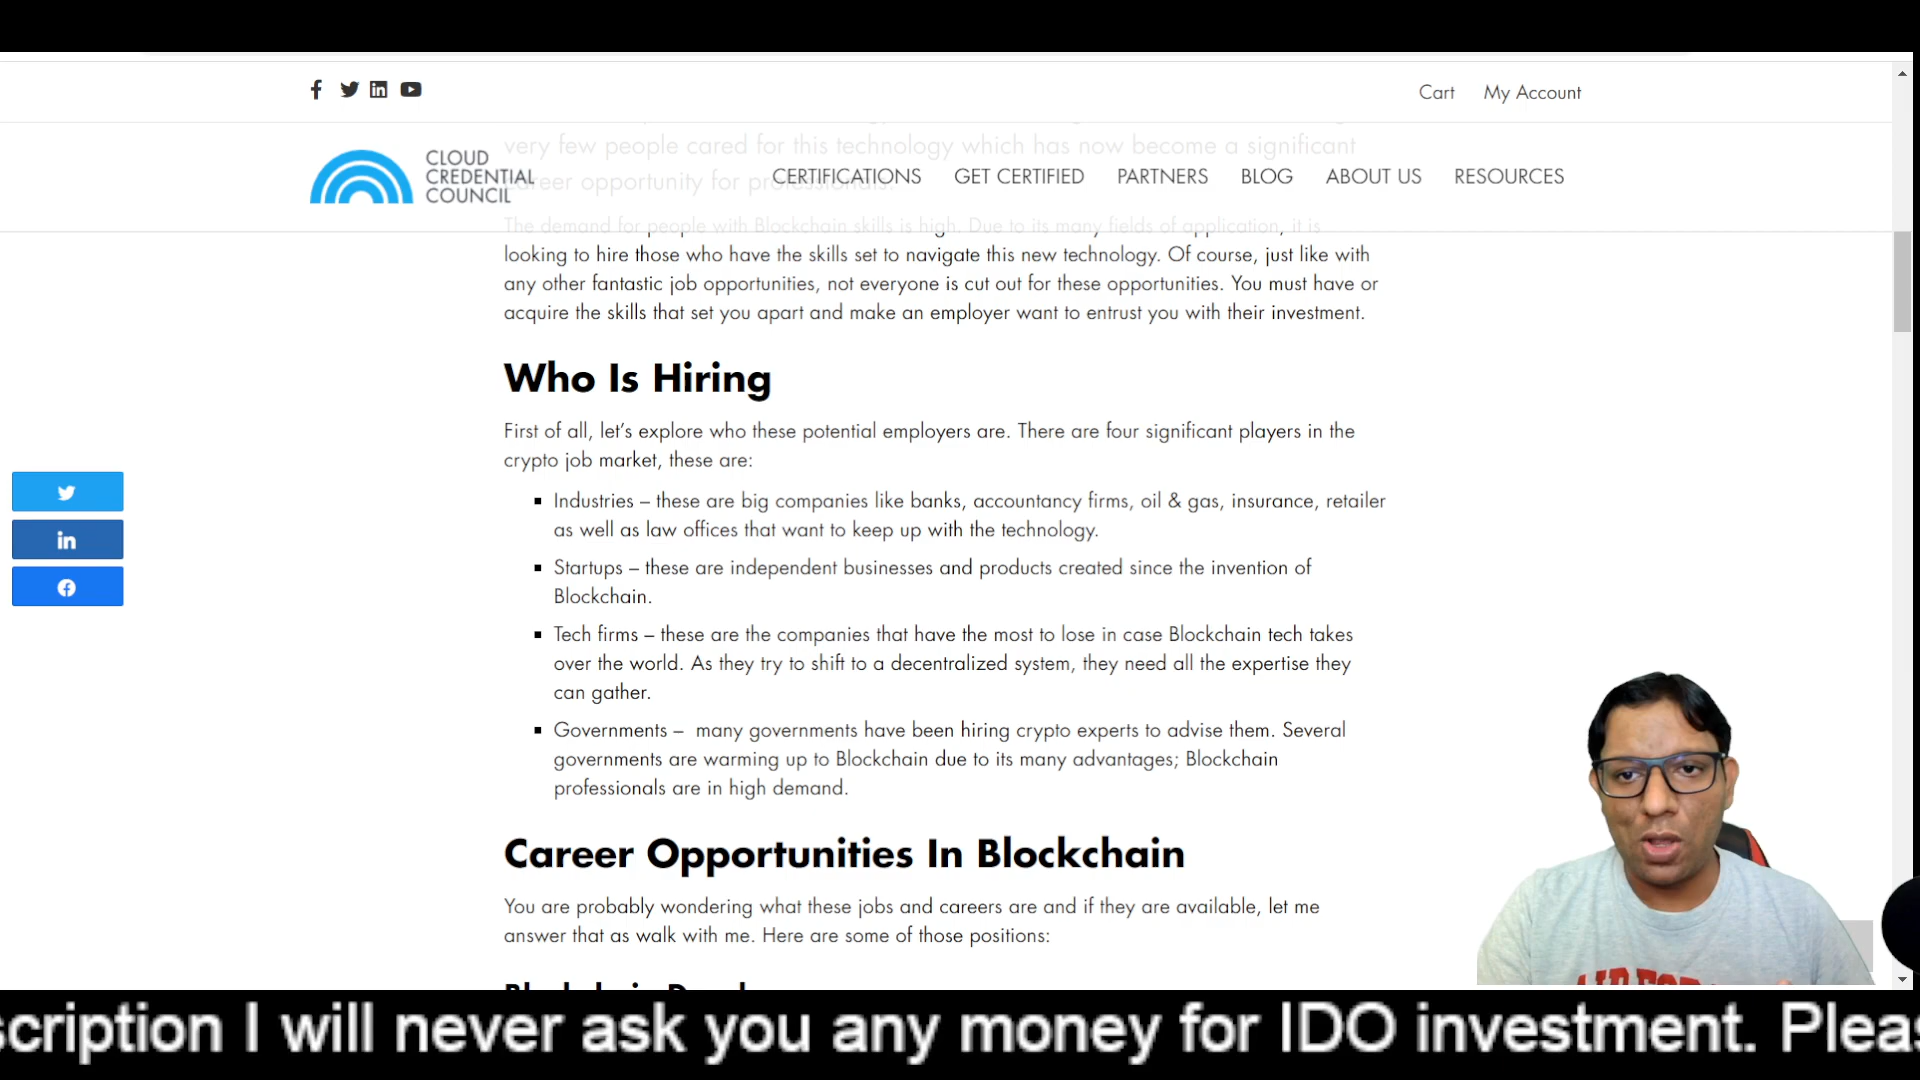 Cart My Account
very few people cared for this technology which has now become a significant
CLOUD
CREDENTIAL
COUNCIL
career opportunity for professionals.
CERTIFICATIONS GET CERTIFIED PARTNERS BLOG ABOUT US RESOURCES
The demand for people with Blockchain skills is high. Due to its many fields of application, it is
looking to hire those who have the skills set to navigate this new technology. Of course, just like with
any other fantastic job opportunities, not everyone is cut out for these opportunities. You must have or
acquire the skills that set you apart and make an employer want to entrust you with their investment.
Who Is Hiring
First of all, let's explore who these potential employers are. There are four significant players in the
crypto job market, these are:
Industries – these are big companies like banks, accountancy firms, oil & gas, insurance, retailer
as well as law offices that want to keep up with the technology.
Startups – these are independent businesses and products created since the invention of
Blockchain.
Tech firms – these are the companies that have the most to lose in case Blockchain tech takes
over the world. As they try to shift to a decentralized system, they need all the expertise they
can gather.
Governments –  many governments have been hiring crypto experts to advise them. Several
governments are warming up to Blockchain due to its many advantages; Blockchain
professionals are in high demand.
Career Opportunities In Blockchain
You are probably wondering what these jobs and careers are and if they are available, let me
answer that as walk with me. Here are some of those positions:
scription I will never ask you any money for IDO investment. Pleas